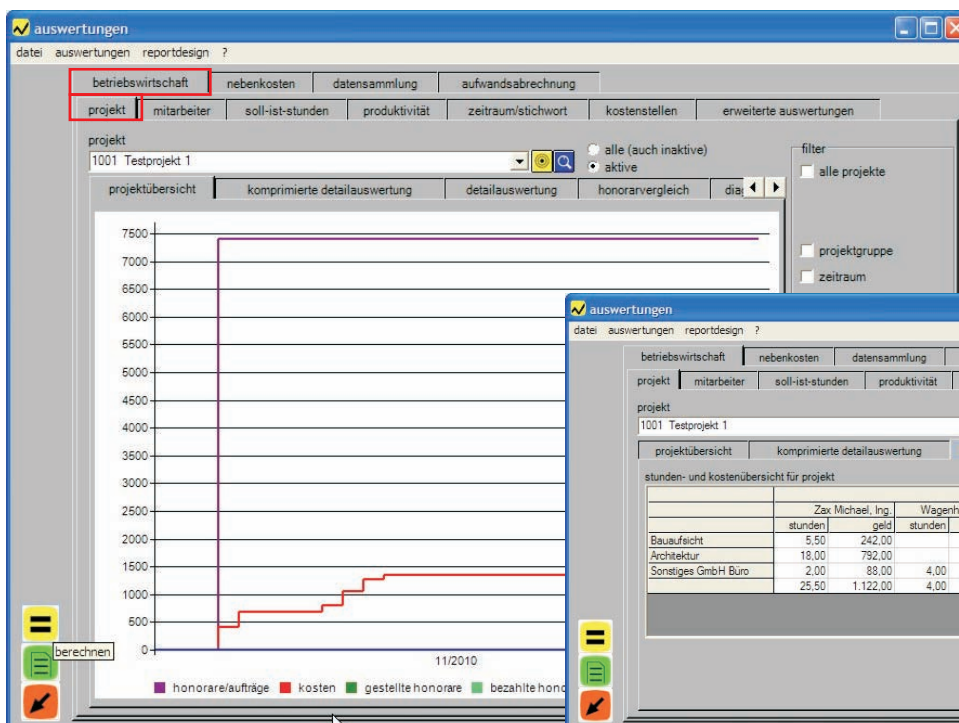 auswertungen
datei auswertungen reportdesign ?
betriebswirtschaft nebenkosten datensammlung aufwandsabrechnung
projekt mitarbeiter soll-ist-stunden produktivität zeitraum/stichwort kostenstellen erweiterte auswertungen
projekt
1001 Testprojekt 1
alle (auch inaktive)
aktive
filter
alle projekte
projektgruppe
zeitraum
projektübersicht komprimierte detailauswertung detailauswertung honorarvergleich
7500
7000
6500
6000
5500
5000
4500
4000
3500
3000
2500
2000
1500
1000
500
0
11/2010
honorare/aufträge kosten gestellte honorare bezahlte
berechnen
auswertungen
datei auswertungen reportdesign ?
betriebswirtschaft nebenkosten datensammlung
projekt mitarbeiter soll-ist-stunden produktivität
projekt
1001 Testprojekt 1
projektübersicht komprimierte detailauswertung
stunden- und kostenübersicht für projekt
Zax Michael, Ing. Wagenh
stunden geld stunden
Bauaufsicht 5,50 242,00
Architektur 18,00 792,00
Sonstiges GmbH Büro 2,00 88,00 4,00
25,50 1.122,00 4,00